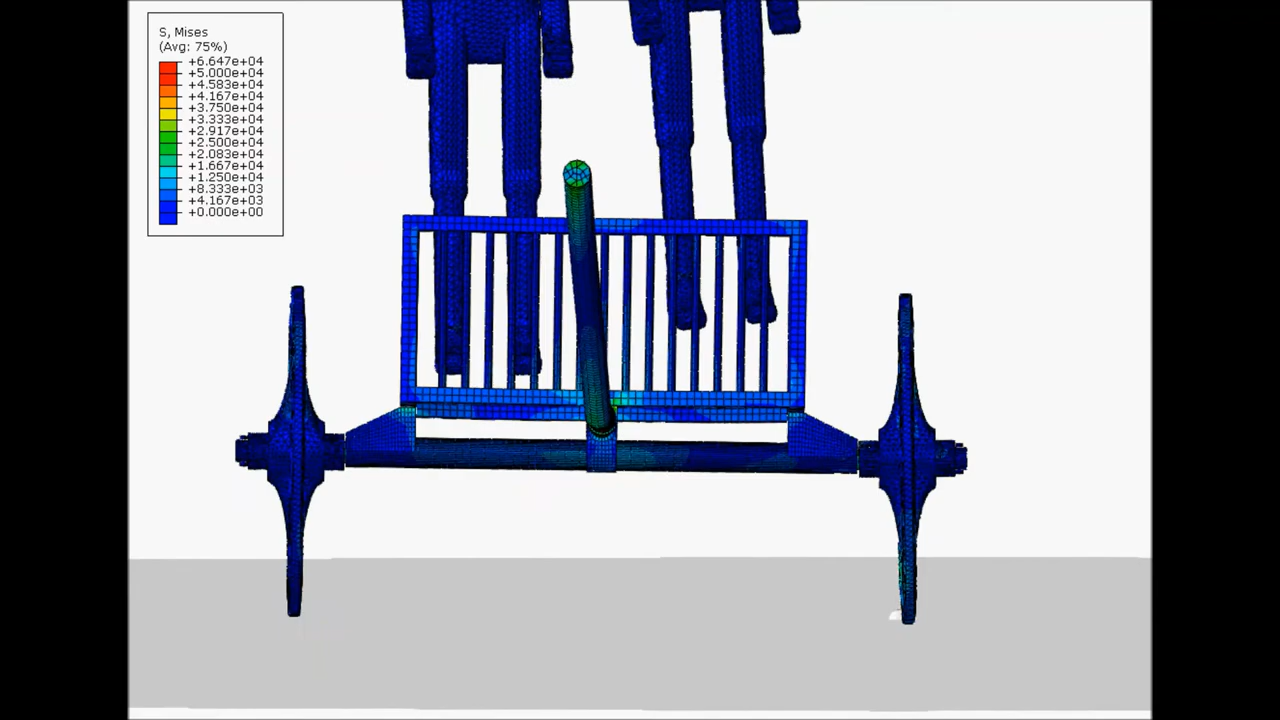 S, Mises
(Avg: 75%)
+6.647e+04
+5.000e+04
+4.583e+04
+4.167e+04
+3.750e+04
+3.333e+04
+2.917e+04
+2.500e+04
+2.083e+04
+1.667e+04
+1.250e+04
+8.333e+03
+4.167e+03
+0.000e+00